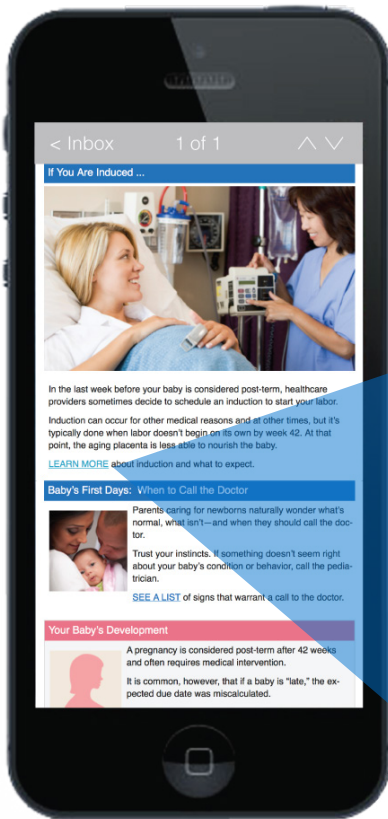 < Inbox 1 of 1
If You Are Induced ...
In the last week before your baby is considered post-term, healthcare
providers sometimes decide to schedule an induction to start your labor.
Induction can occur for other medical reasons and at other times, but it's
typically done when labor doesn't begin on its own by week 42. At that
point, the aging placenta is less able to nourish the baby.
LEARN MORE about induction and what to expect.
Baby's First Days: When to Call the Doctor
Parents caring for newborns naturally wonder what's
normal, what isn't—and when they should call the doc-
tor.
Trust your instincts. If something doesn't seem right
about your baby's condition or behavior, call the pedia-
trician.
SEE A LIST of signs that warrant a call to the doctor.
Your Baby's Development
A pregnancy is considered post-term after 42 weeks
and often requires medical intervention.
It is common, however, that if a baby is "late," the ex-
pected due date was miscalculated.